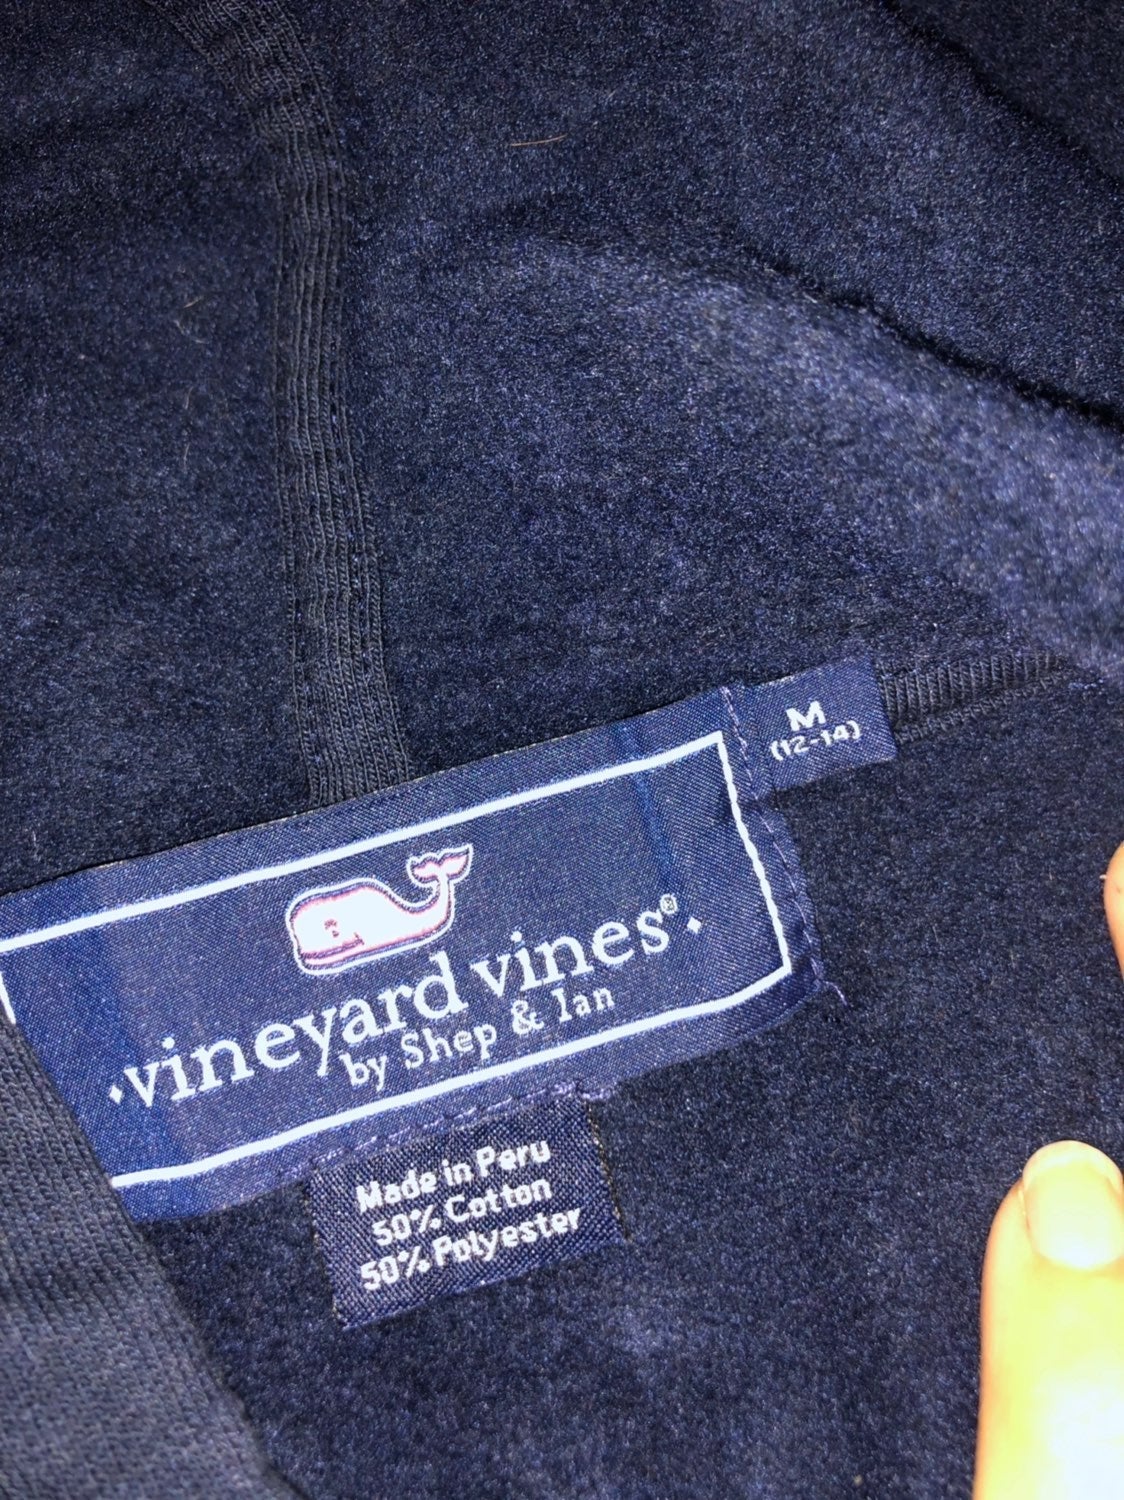 M
(12-14)
vineyard vines®
by Shep & Ian
Made in Peru
50% Cotton
50% Polyester